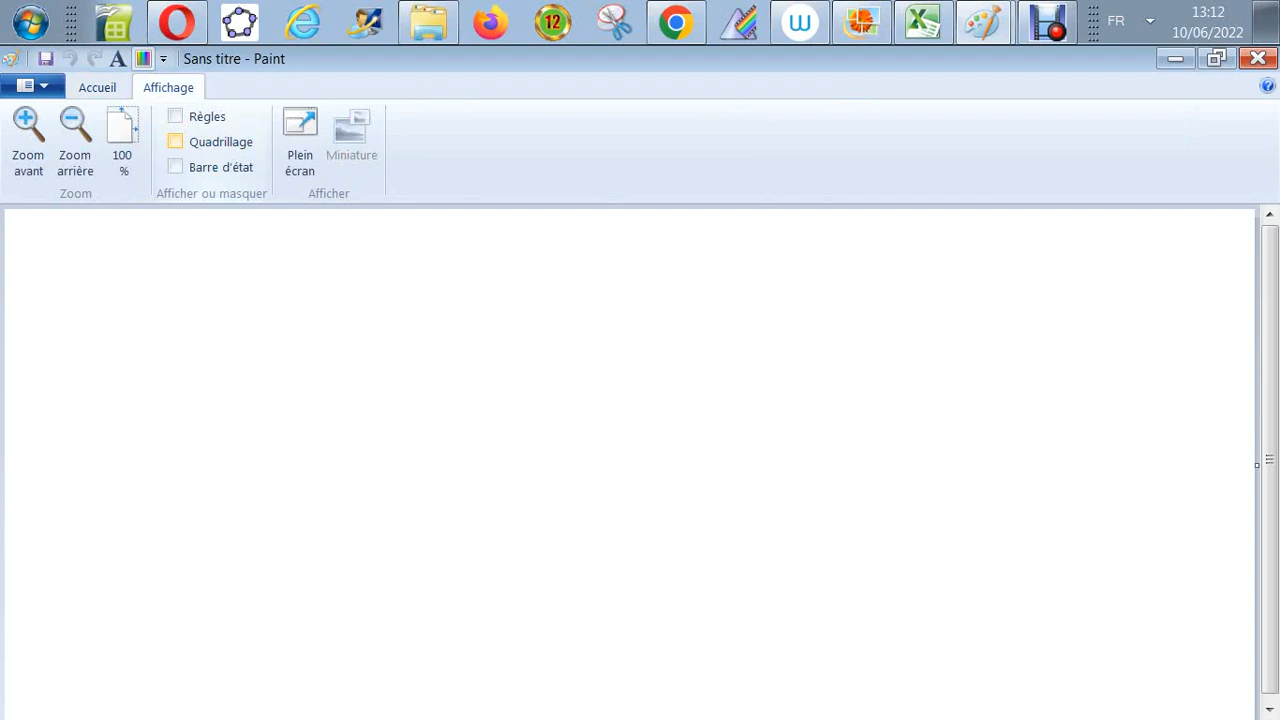 12
W
FR
13:12
10/06/2022
A
Sans titre - Paint
Accueil
Affichage
Zoom avant
Zoom arrière
100 %
Règles
Quadrillage
Barre d'état
Plein écran
Miniature
Zoom
Afficher ou masquer
Afficher